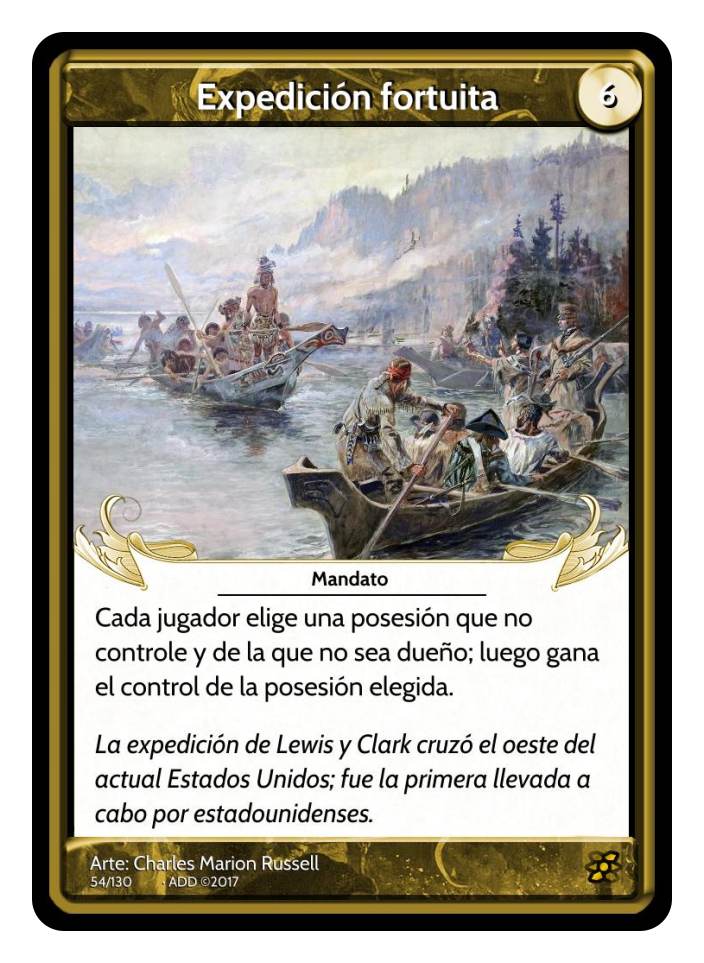 Expedición fortuita
6
Mandato
Cada jugador elige una posesión que no
controle y de la que no sea dueño; luego gana
el control de la posesión elegida.
La expedición de Lewis y Clark cruzó el oeste del
actual Estados Unidos; fue la primera llevada a
cabo por estadounidenses.
Arte: Charles Marion Russell
54/130 · ADD ©2017